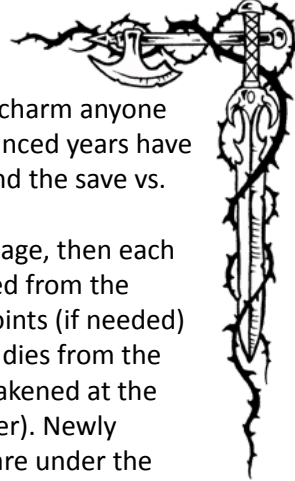 charm anyone
anced years have
nd the save vs.
age, then each
ed from the
oints (if needed)
dies from the
akened at the
er). Newly
are under the